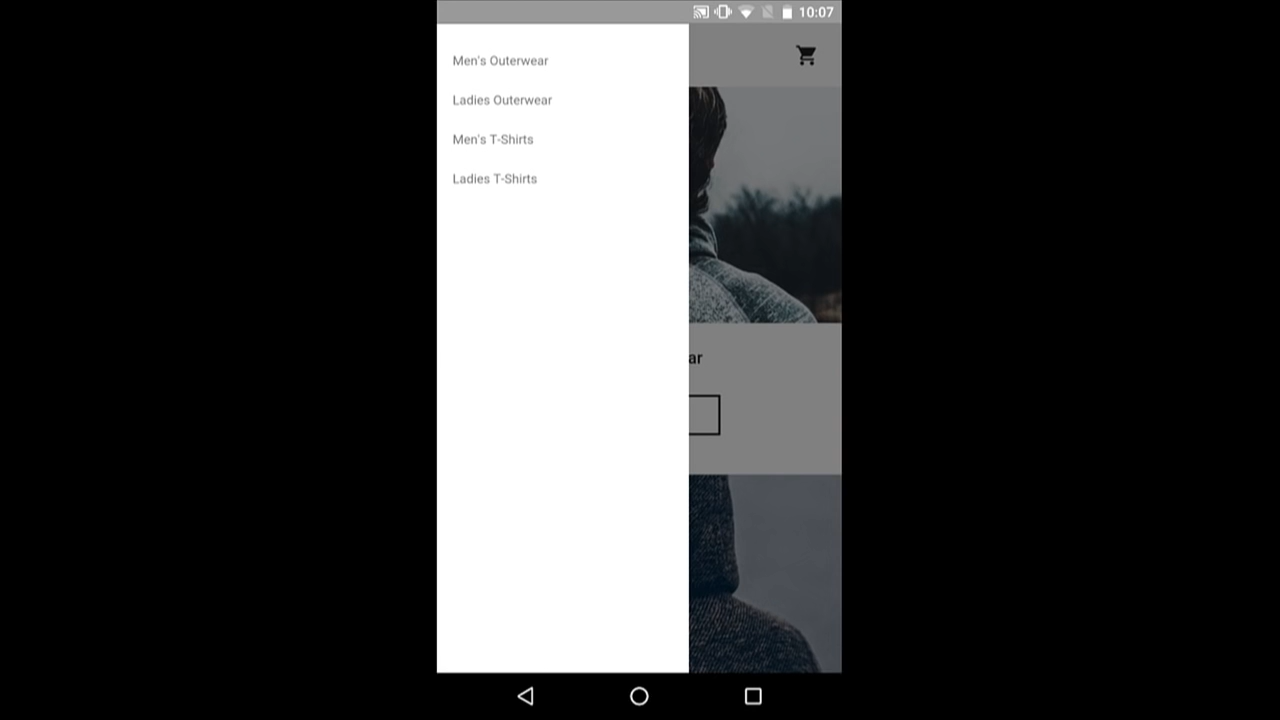 10:07
Men's Outerwear
Ladies Outerwear
Men's T-Shirts
Ladies T-Shirts
ar